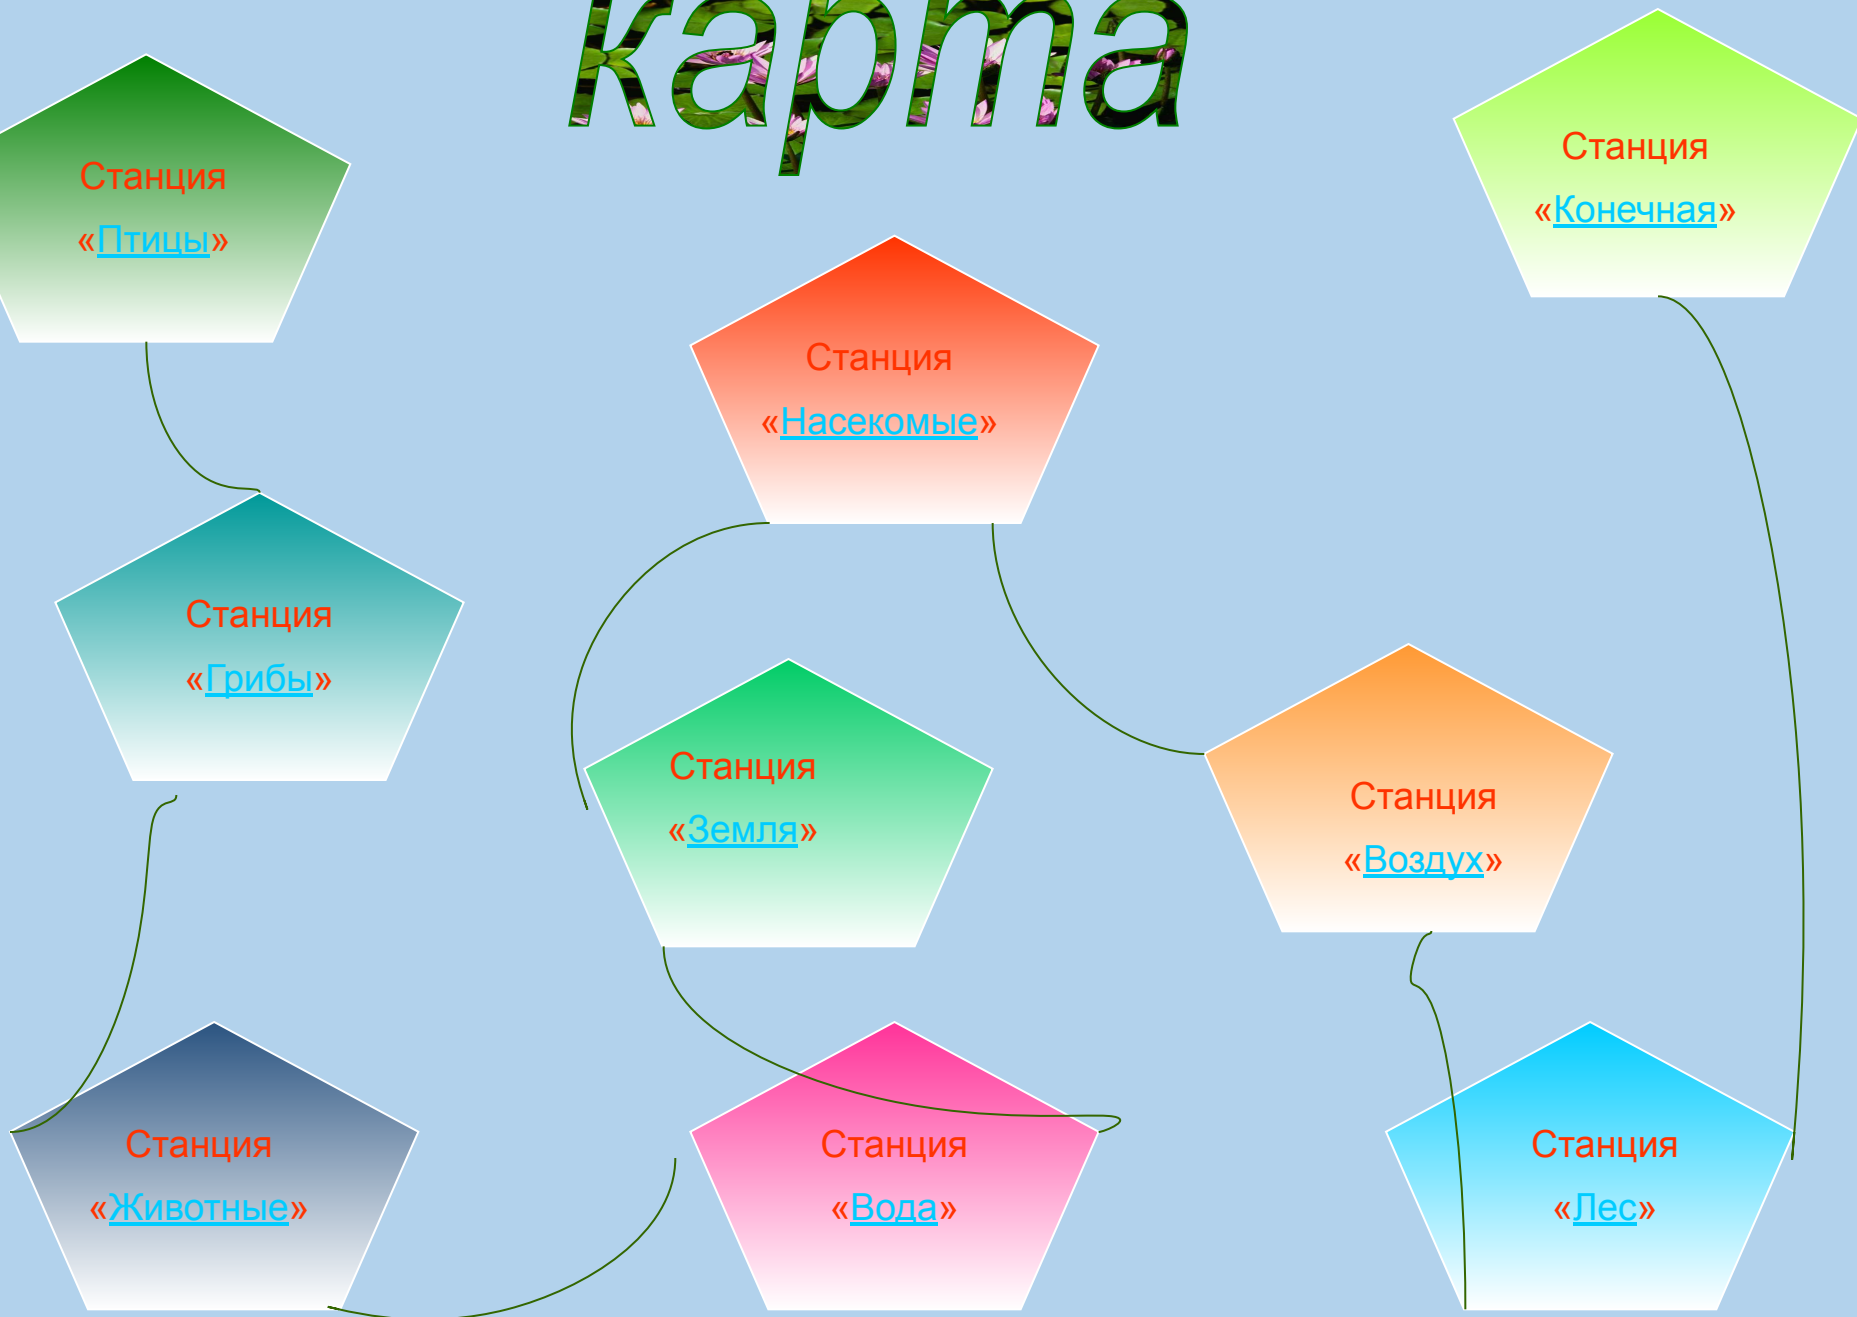 карта
Станция
«Птицы»
Станция
«Конечная»
Станция
«Насекомые»
Станция
«Грибы»
Станция
«Земля»
Станция
«Воздух»
Станция
«Животные»
Станция
«Вода»
Станция
«Лес»